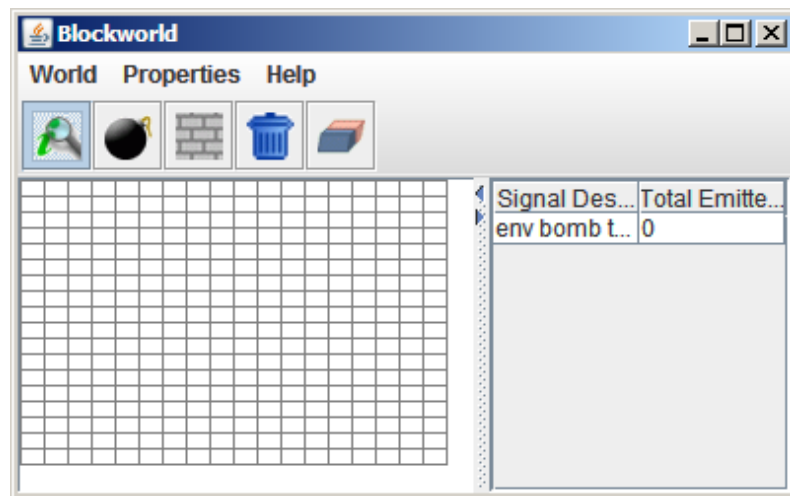 Blockworld
World Properties Help
Signal Des... Total Emitte...
env bomb t... 0